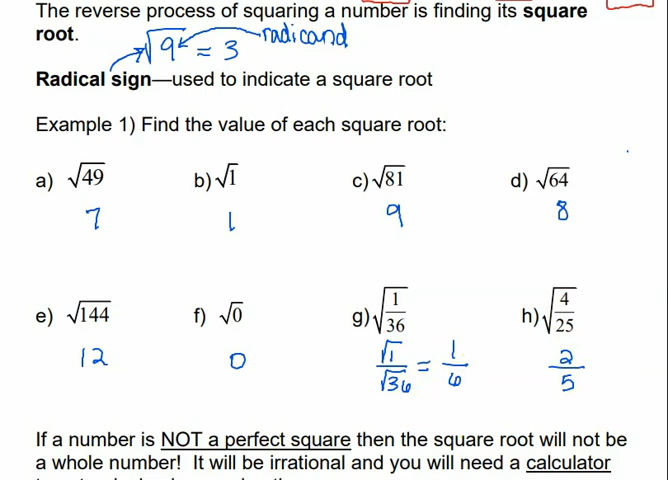 The reverse process of squaring a number is finding its square
root.
√9 = 3 radicand
Radical sign—used to indicate a square root
Example 1) Find the value of each square root:
a) √49 b) √1 c) √81 d) √64
7 1 9 8
e) √144 f) √0 g) √(1/36) h) √(4/25)
12 0 √1/√36 = 1/6 2/5
If a number is NOT a perfect square then the square root will not be
a whole number! It will be irrational and you will need a calculator